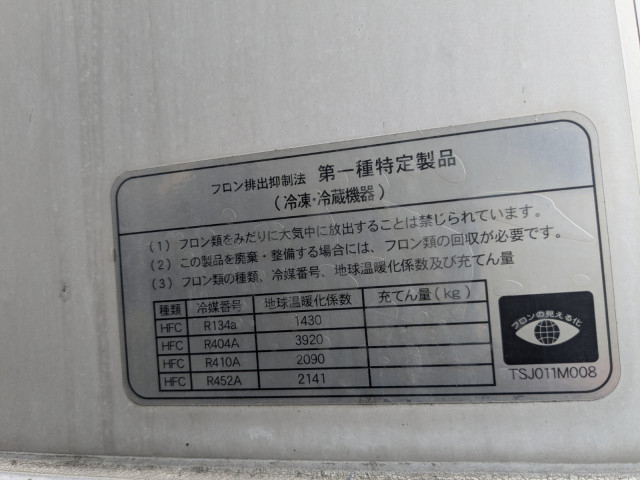 フロン排出抑制法 第一種特定製品
(冷凍・冷蔵機器)
(1) フロン類をみだりに大気中に放出することは禁じられています。
(2) この製品を廃棄・整備する場合には、フロン類の回収が必要です。
(3) フロン類の種類、冷媒番号、地球温暖化係数及び充てん量
種類 冷媒番号 地球温暖化係数 充てん量(kg)
HFC R134a 1430
HFC R404A 3920
HFC R410A 2090
HFC R452A 2141
フロンの見える化
TSJ011M008